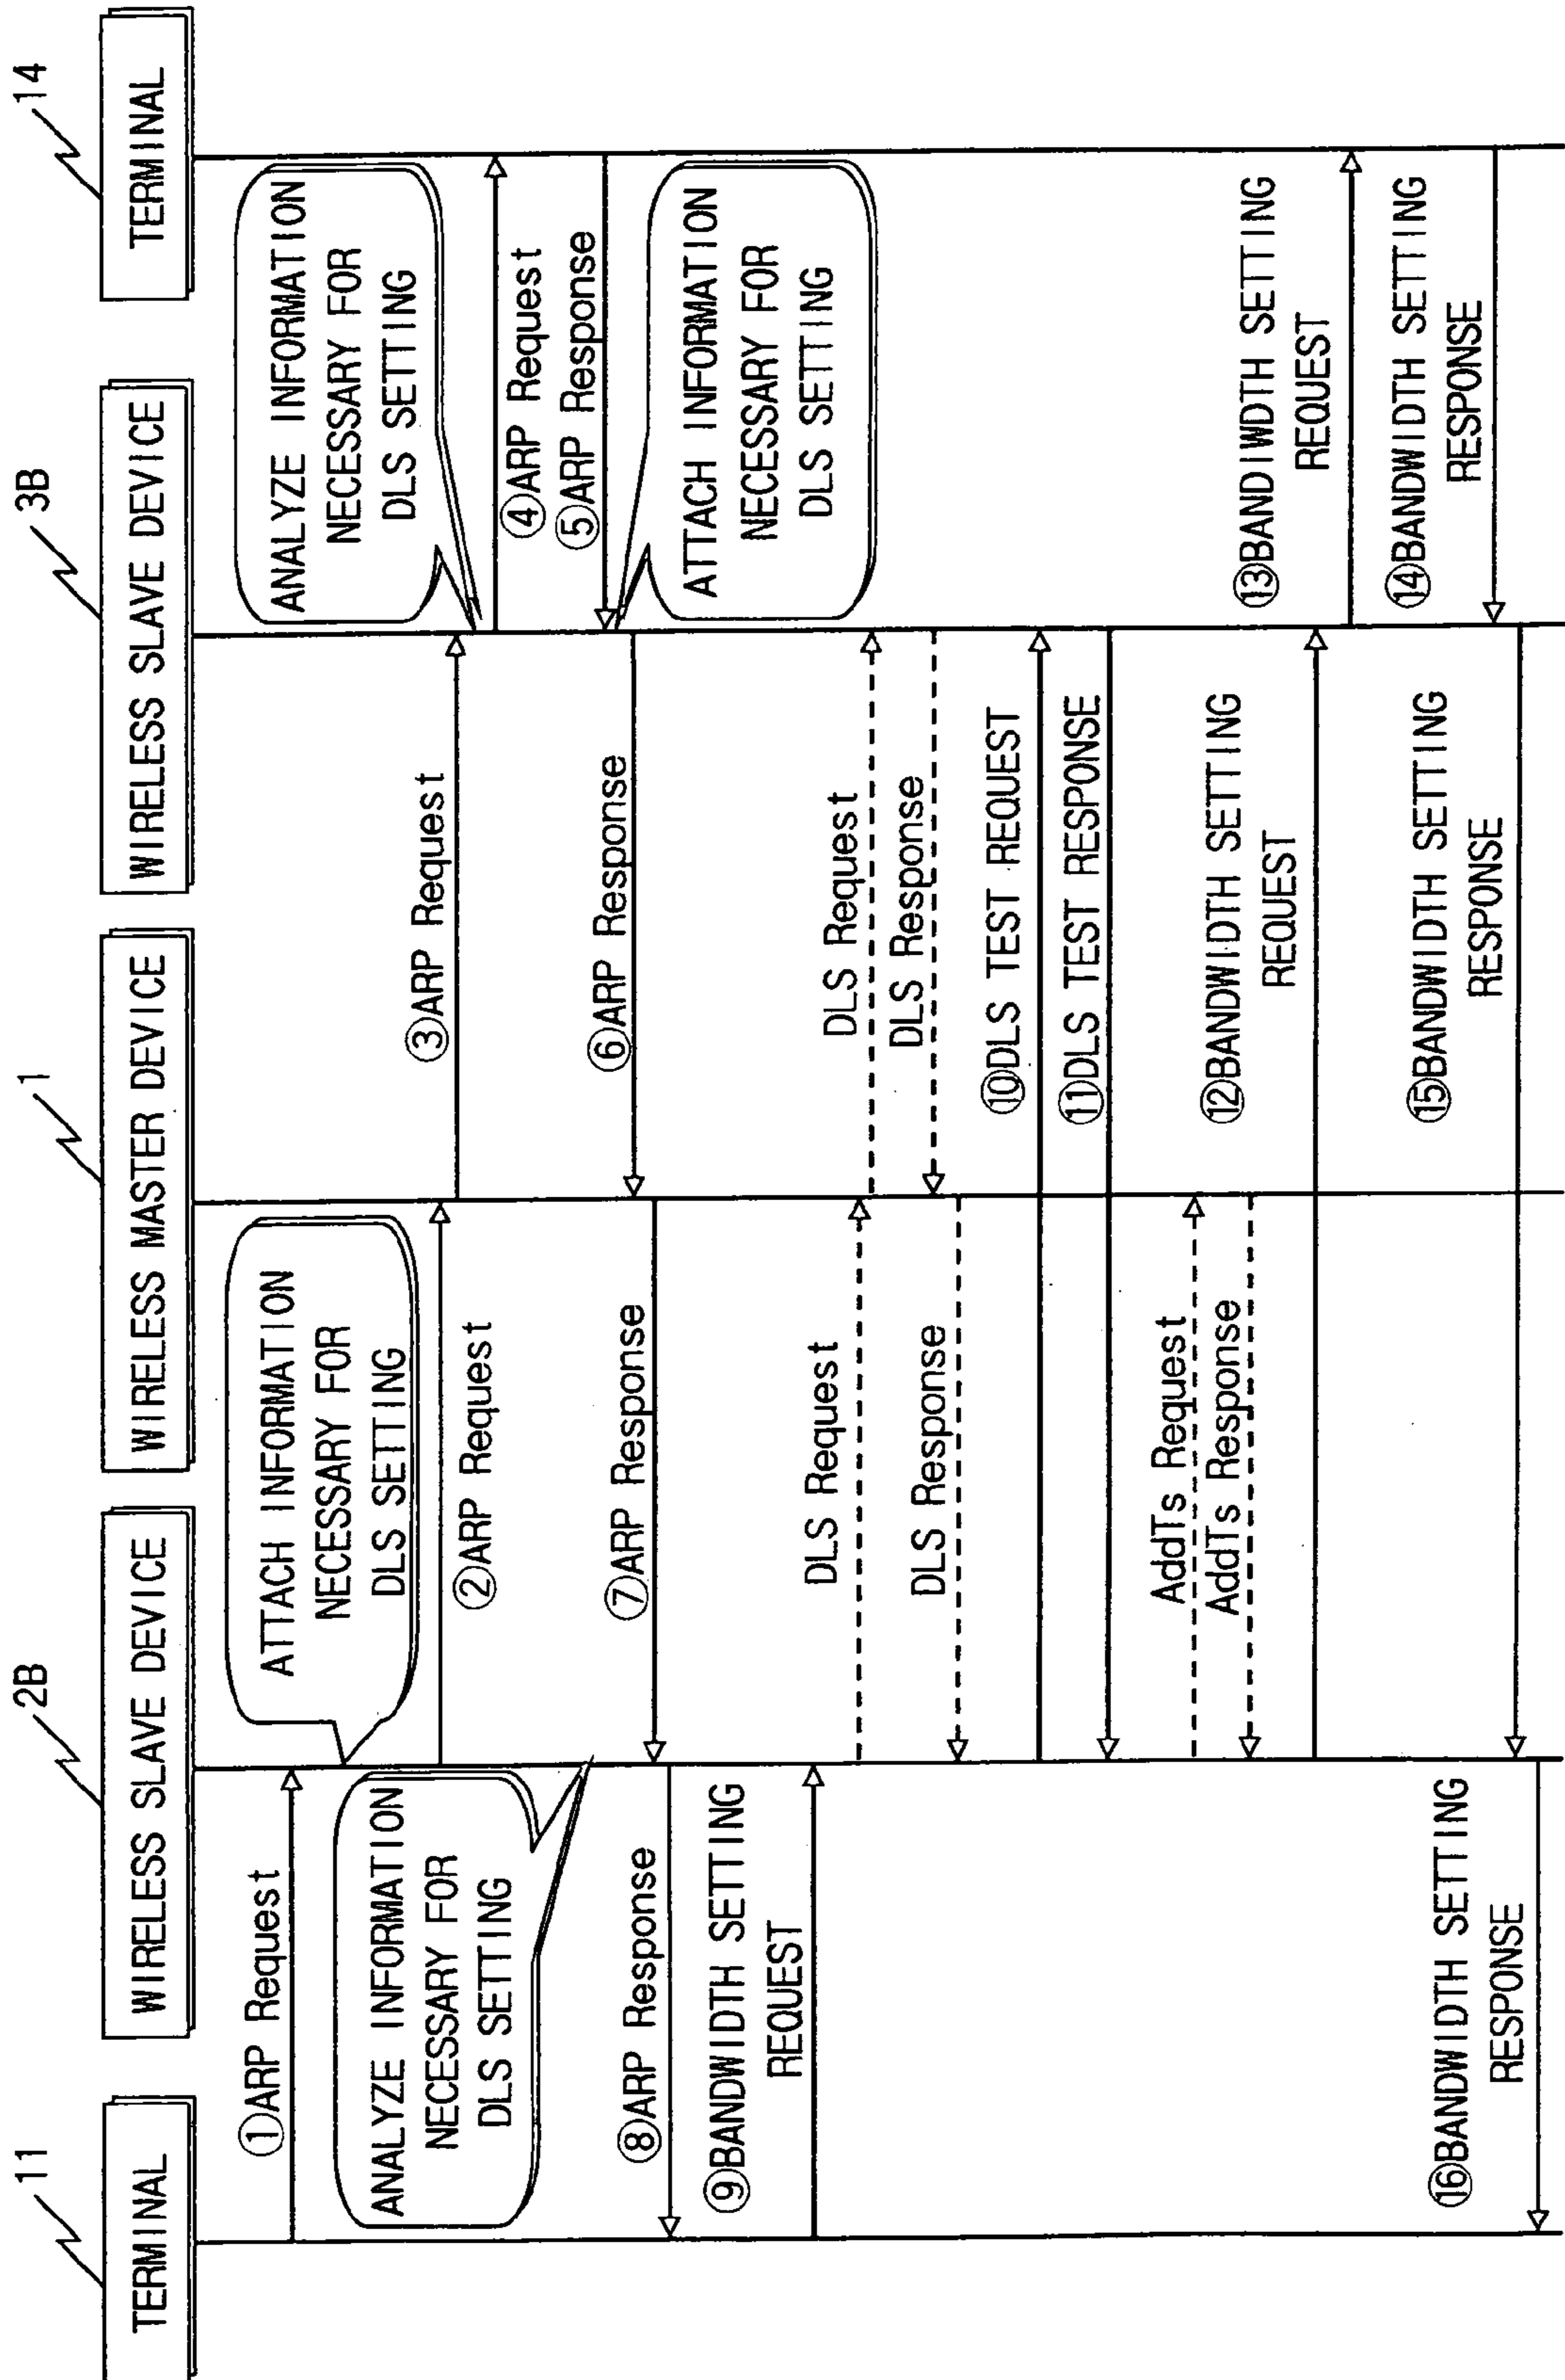 11
TERMINAL
2B
WIRELESS SLAVE DEVICE
1
WIRELESS MASTER DEVICE
3B
WIRELESS SLAVE DEVICE
14
TERMINAL
①ARP Request
ATTACH INFORMATION
NECESSARY FOR
DLS SETTING
②ARP Request
③ARP Request
ANALYZE INFORMATION
NECESSARY FOR
DLS SETTING
④ARP Request
⑤ARP Response
ATTACH INFORMATION
NECESSARY FOR
DLS SETTING
⑥ARP Response
⑦ARP Response
ANALYZE INFORMATION
NECESSARY FOR
DLS SETTING
⑧ARP Response
⑨BANDWIDTH SETTING
REQUEST
DLS Request
DLS Request
DLS Response
DLS Response
⑩DLS TEST REQUEST
⑪DLS TEST RESPONSE
AddTs Request
AddTs Response
⑫BANDWIDTH SETTING
REQUEST
⑬BANDIWDTH SETTING
REQUEST
⑭BANDWIDTH SETTING
RESPONSE
⑮BANDWIDTH SETTING
RESPONSE
⑯BANDWIDTH SETTING
RESPONSE